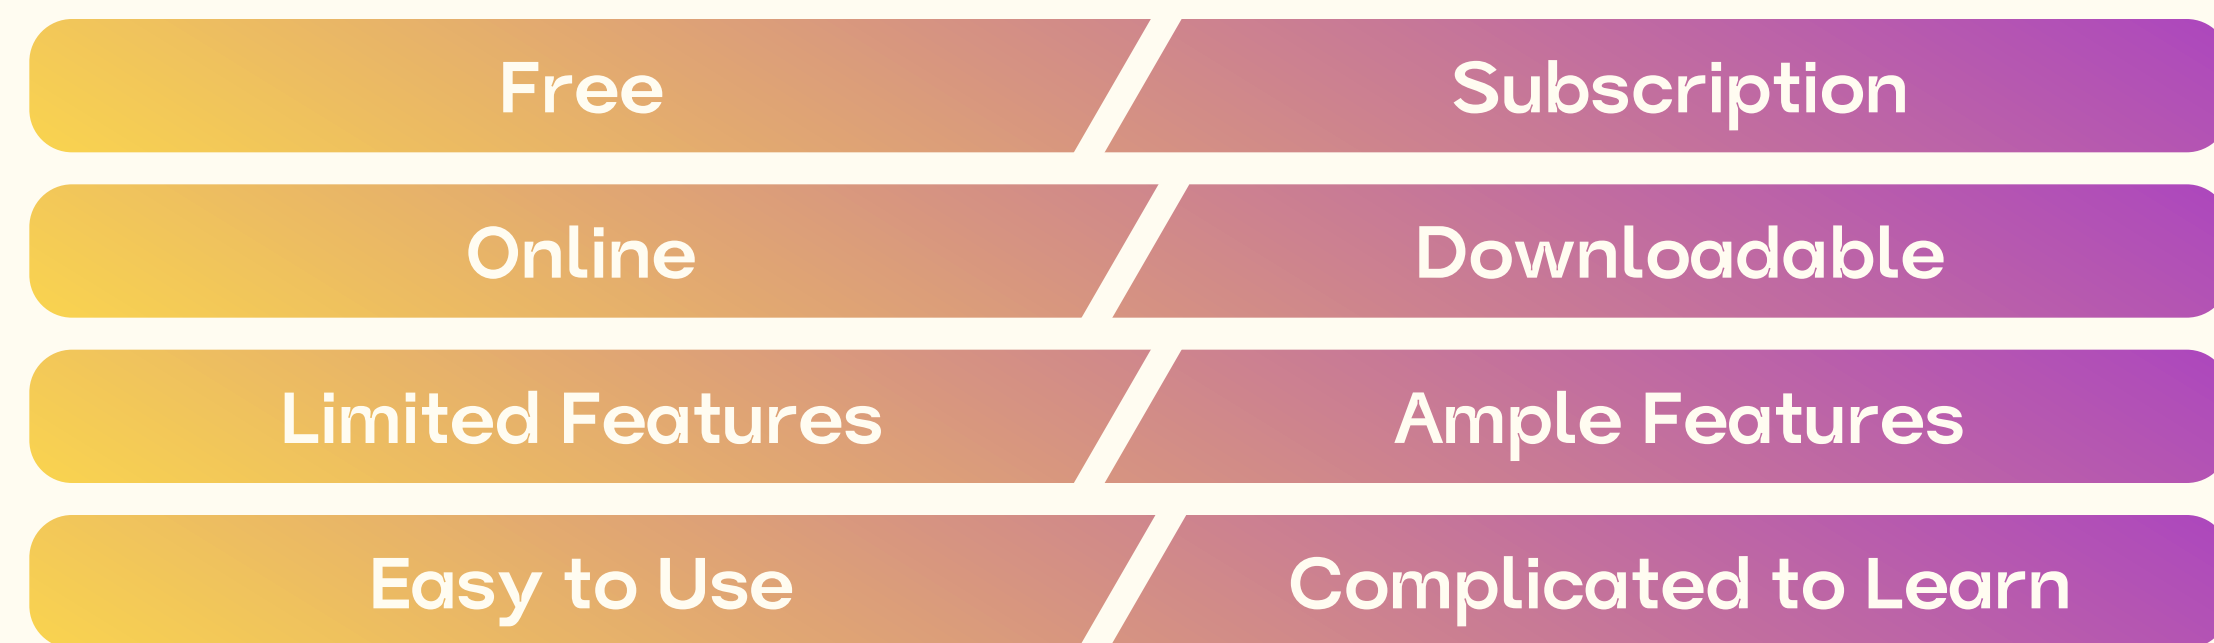 Free
Subscription
Online
Downloadable
Limited Features
Ample Features
Easy to Use
Complicated to Learn